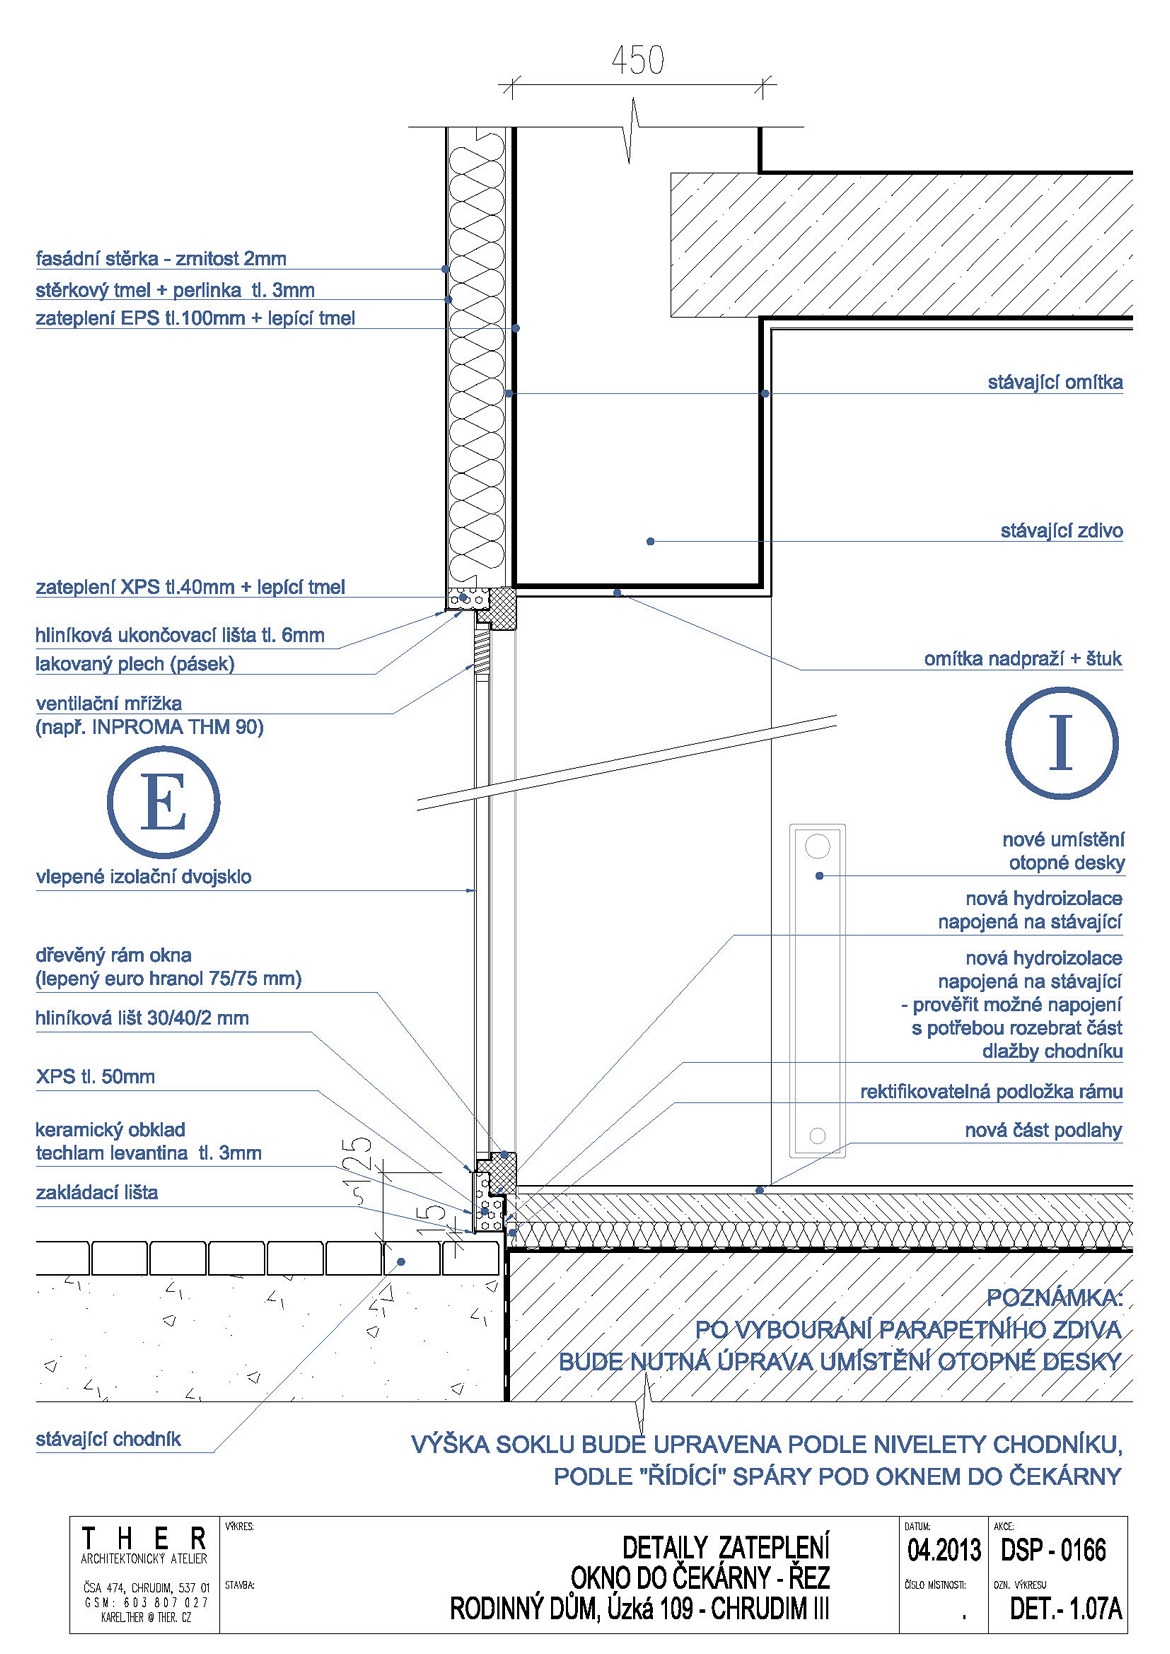 450
fasádní stěrka - zrnitost 2mm
stěrkový tmel + perlinka tl. 3mm
zateplení EPS tl.100mm + lepící tmel
stávající omítka
stávající zdivo
zateplení XPS tl.40mm + lepící tmel
hliníková ukončovací lišta tl. 6mm
lakovaný plech (pásek)
omítka nadpraží + štuk
ventilační mřížka
(např. INPROMA THM 90)
E
I
nové umístění
otopné desky
vlepené izolační dvojsklo
nová hydroizolace
napojená na stávající
dřevěný rám okna
(lepený euro hranol 75/75 mm)
nová hydroizolace
napojená na stávající
- prověřit možné napojení
s potřebou rozebrat část
dlažby chodníku
hliníková lišt 30/40/2 mm
XPS tl. 50mm
rektifikovatelná podložka rámu
keramický obklad
techlam levantina tl. 3mm
nová část podlahy
zakládací lišta
~125
15
POZNÁMKA:
PO VYBOURÁNÍ PARAPETNÍHO ZDIVA
BUDE NUTNÁ ÚPRAVA UMÍSTĚNÍ OTOPNÉ DESKY
stávající chodník
VÝŠKA SOKLU BUDE UPRAVENA PODLE NIVELETY CHODNÍKU,
PODLE "ŘÍDÍCÍ" SPÁRY POD OKNEM DO ČEKÁRNY
THER
ARCHITEKTONICKÝ ATELIER
ČSA 474, CHRUDIM, 537 01
GSM: 603 807 027
KAREL.THER @ THER. CZ
VÝKRES:
STAVBA:
DETAILY ZATEPLENÍ
OKNO DO ČEKÁRNY - ŘEZ
RODINNÝ DŮM, Úzká 109 - CHRUDIM III
DATUM:
04.2013
ČÍSLO MÍSTNOSTI:
.
AKCE:
DSP - 0166
OZN. VÝKRESU
DET.- 1.07A